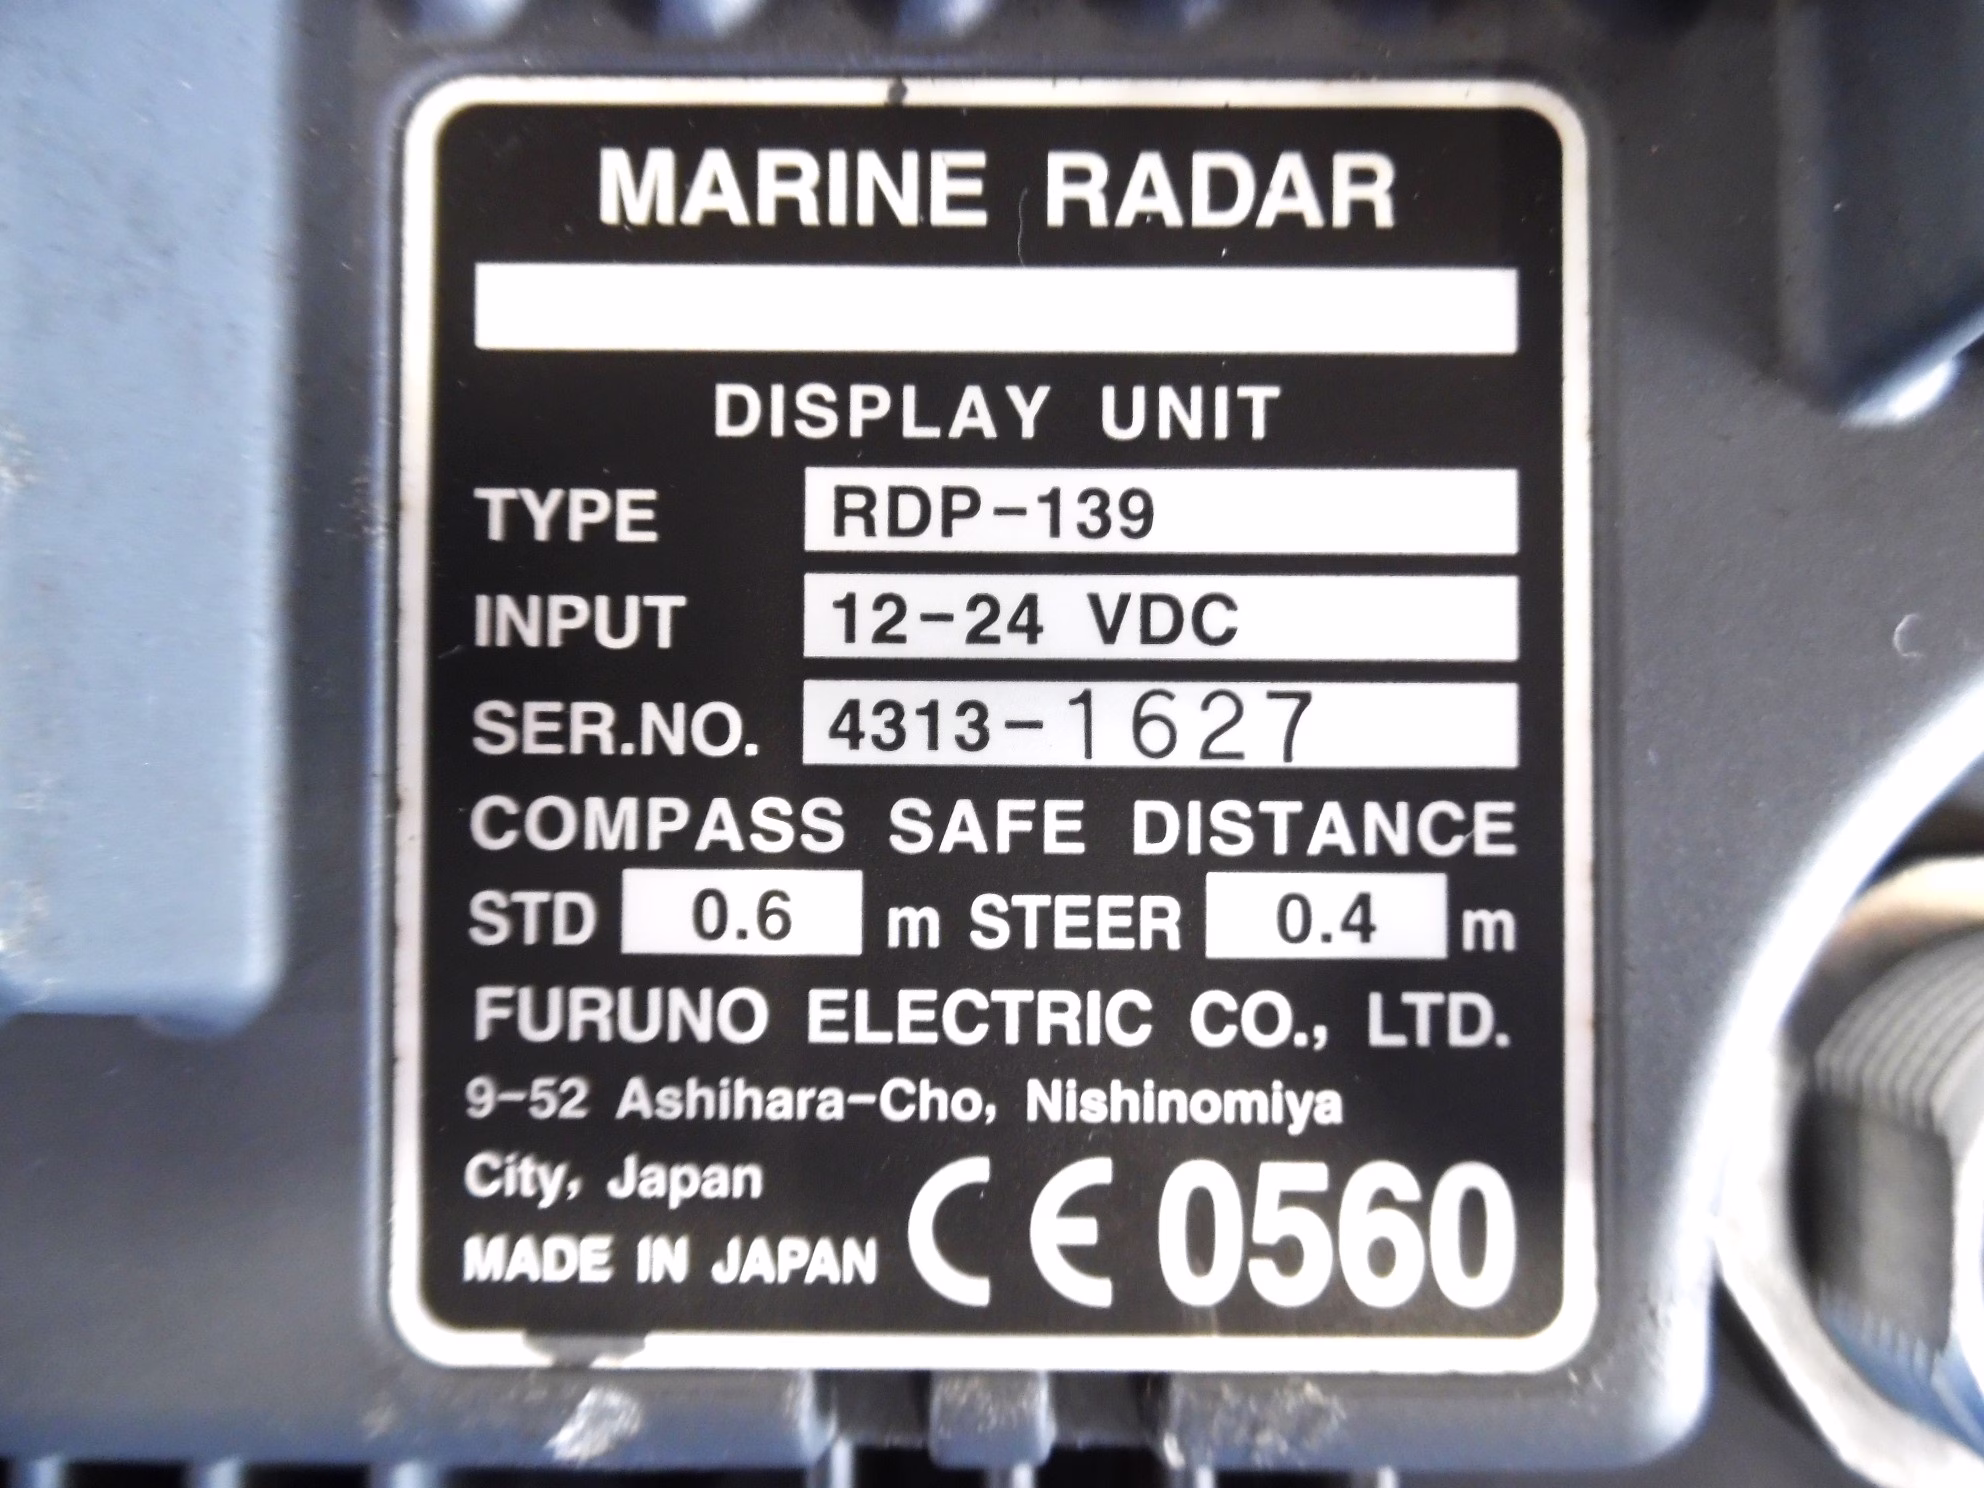 MARINE RADAR
DISPLAY UNIT
TYPE RDP-139
INPUT 12-24 VDC
SER.NO. 4313-1627
COMPASS SAFE DISTANCE
STD 0.6 m STEER 0.4 m
FURUNO ELECTRIC CO., LTD.
9-52 Ashihara-Cho, Nishinomiya
City, Japan
MADE IN JAPAN CE 0560